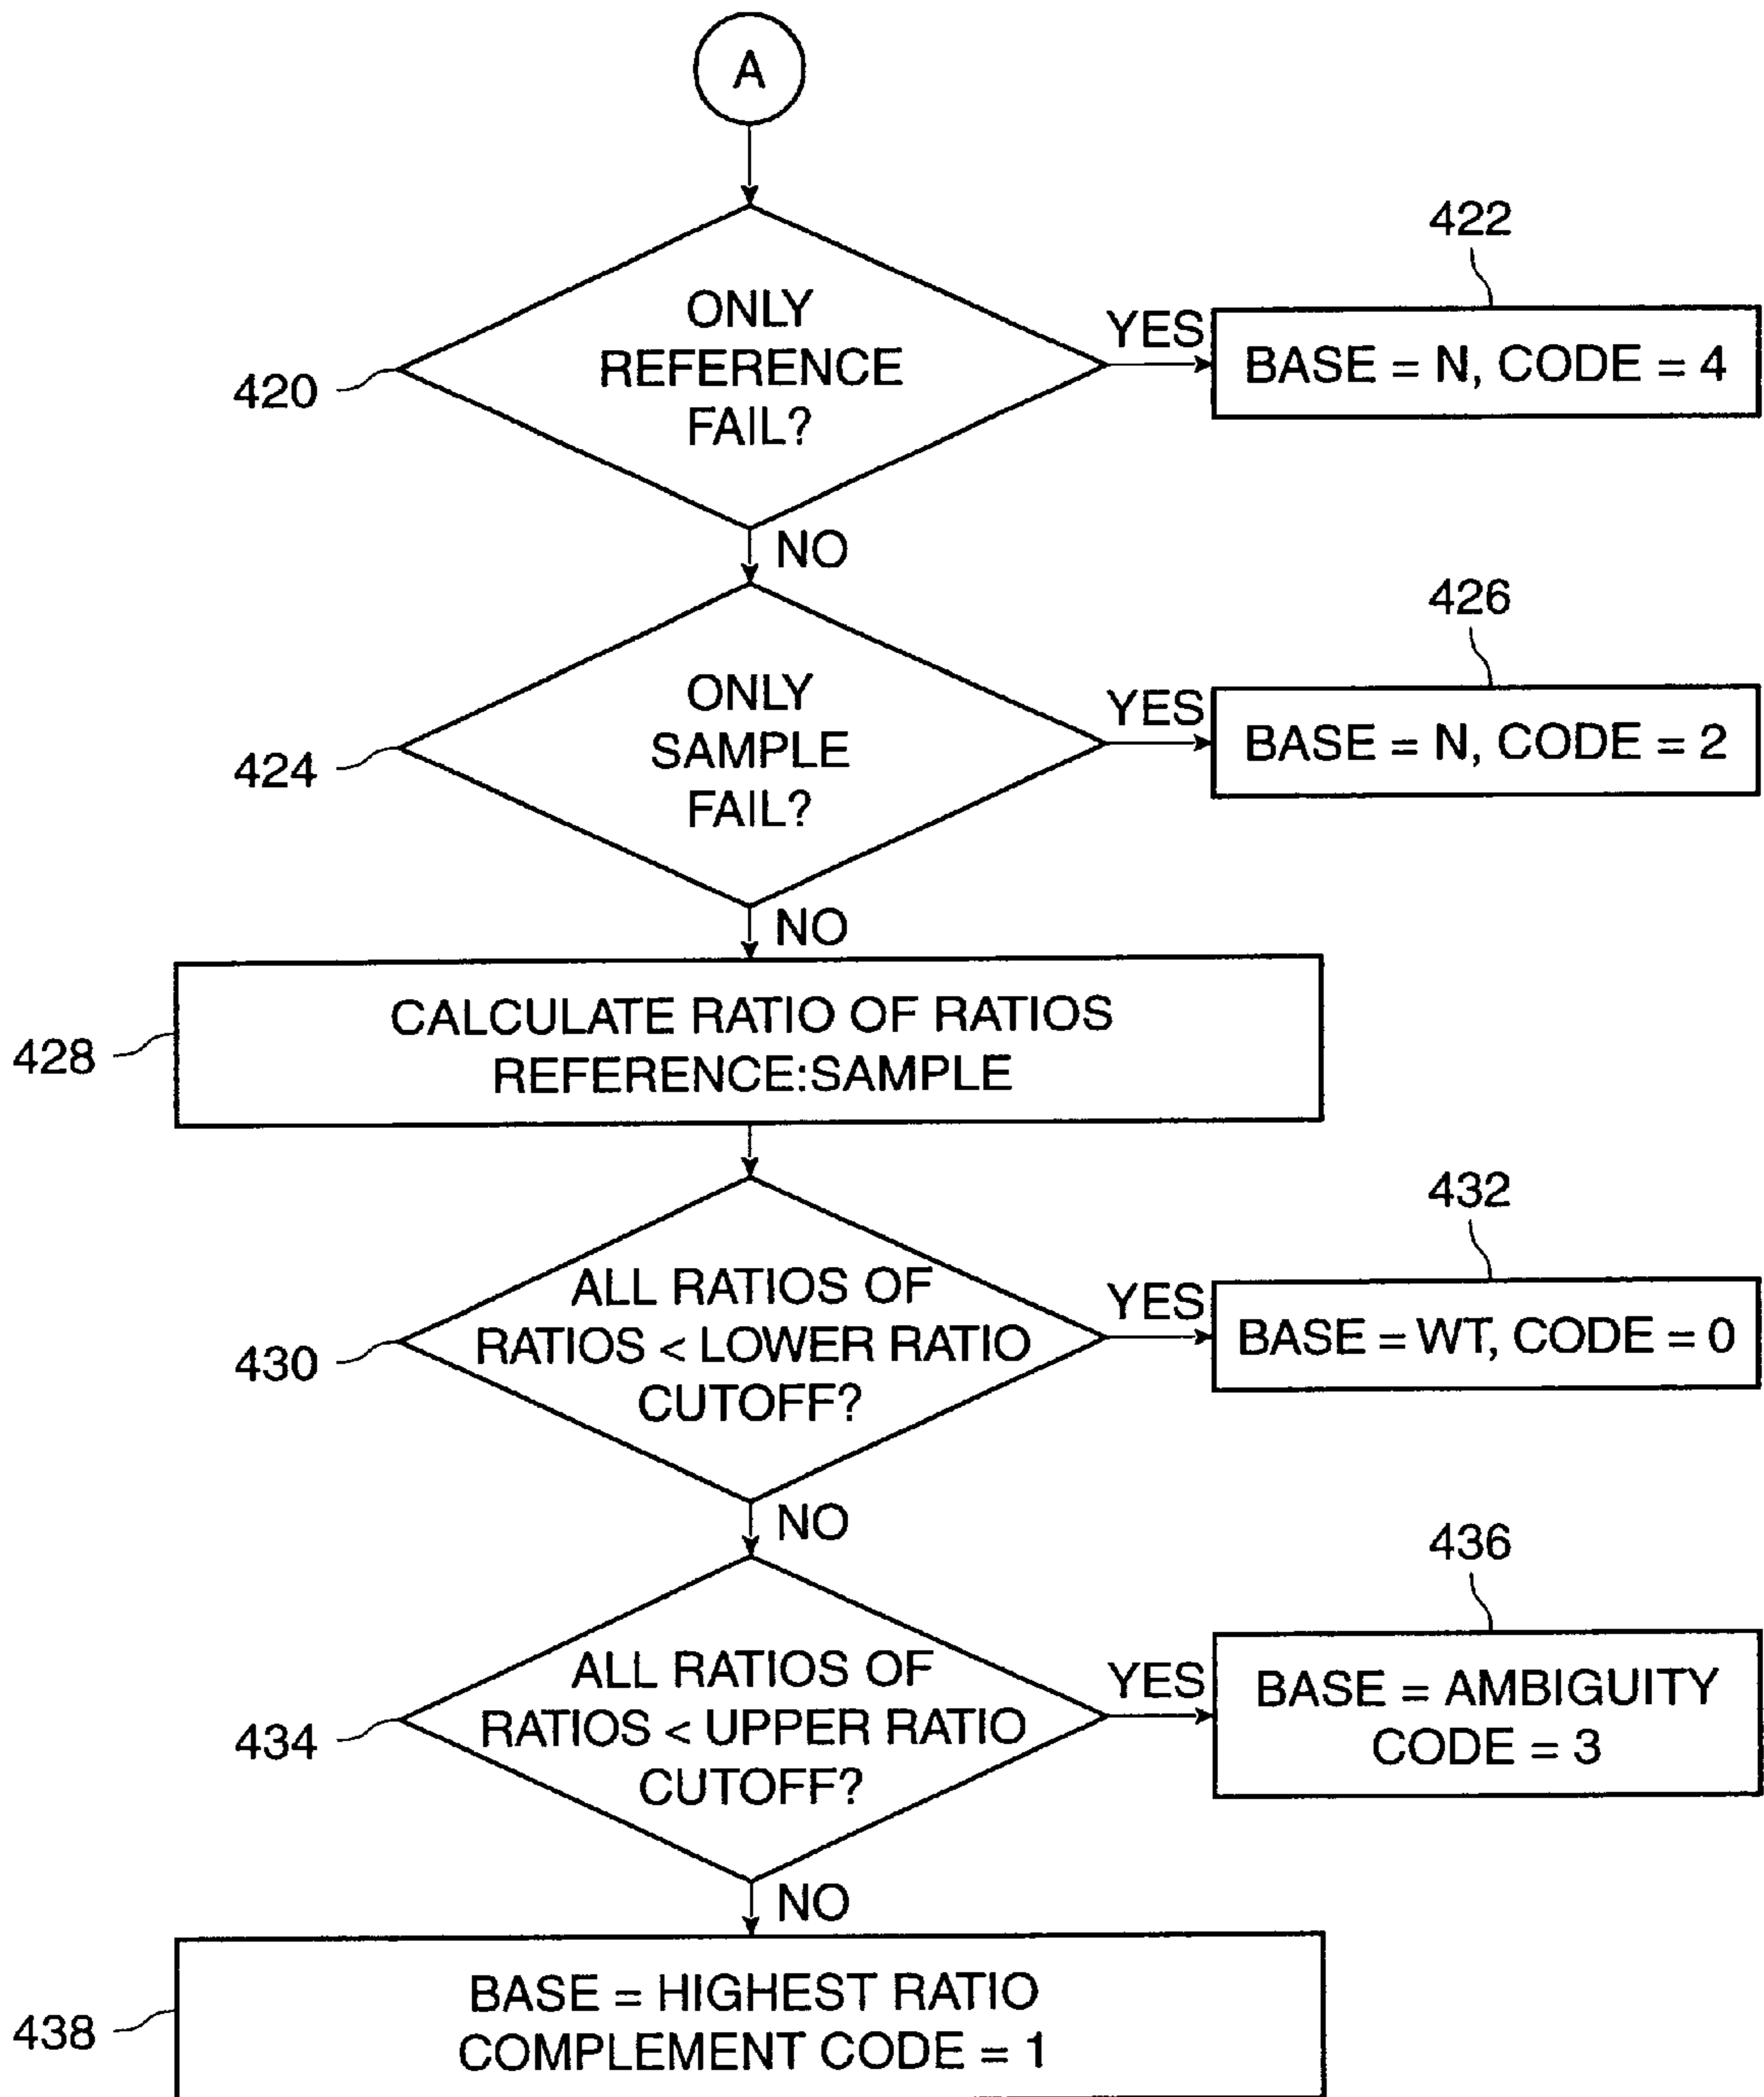 A
422
ONLY
REFERENCE
FAIL?
YES
BASE = N, CODE = 4
420
NO
426
ONLY
SAMPLE
FAIL?
YES
BASE = N, CODE = 2
424
NO
CALCULATE RATIO OF RATIOS
REFERENCE:SAMPLE
428
432
ALL RATIOS OF
RATIOS < LOWER RATIO
CUTOFF?
YES
BASE = WT, CODE = 0
430
NO
436
ALL RATIOS OF
RATIOS < UPPER RATIO
CUTOFF?
YES
BASE = AMBIGUITY
CODE = 3
434
NO
BASE = HIGHEST RATIO
COMPLEMENT CODE = 1
438